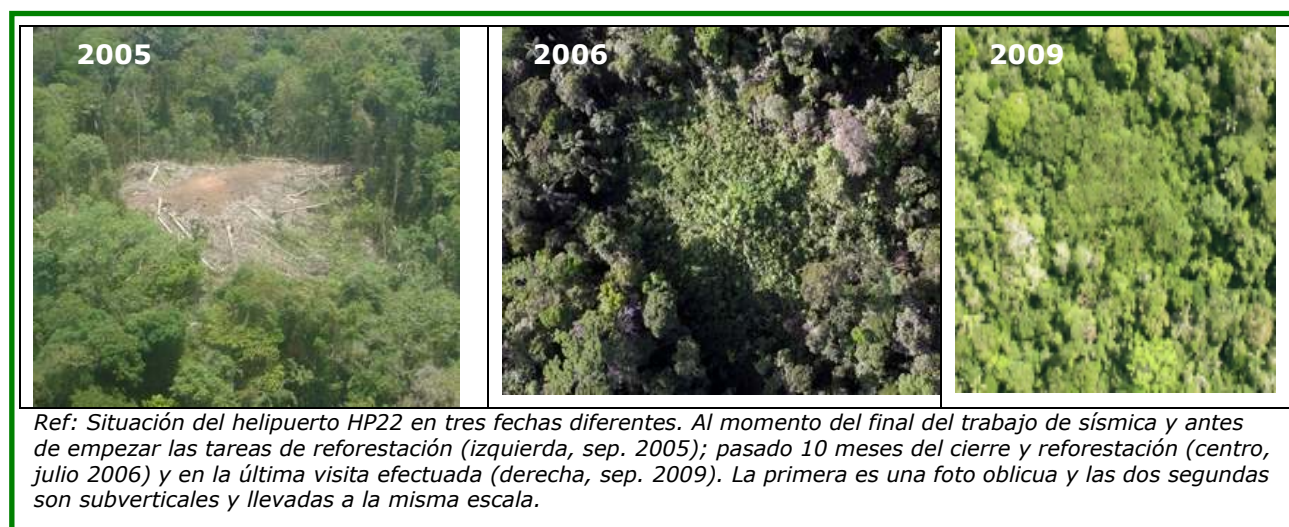 2005
2006
2009
Ref: Situación del helipuerto HP22 en tres fechas diferentes. Al momento del final del trabajo de sísmica y antes
de empezar las tareas de reforestación (izquierda, sep. 2005); pasado 10 meses del cierre y reforestación (centro,
julio 2006) y en la última visita efectuada (derecha, sep. 2009). La primera es una foto oblicua y las dos segundas
son subverticales y llevadas a la misma escala.